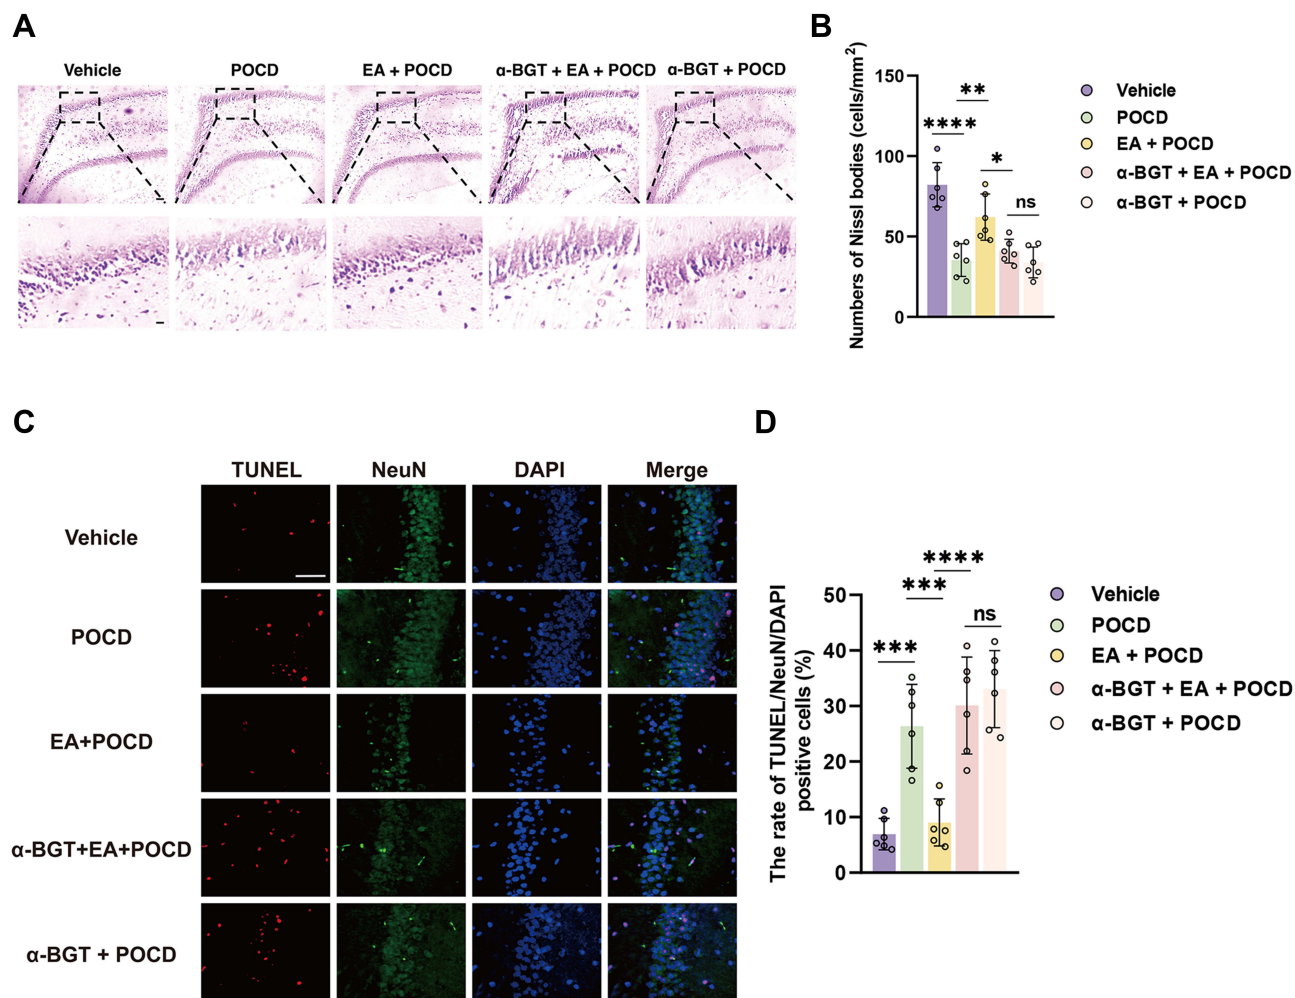 A
Vehicle POCD EA + POCD α-BGT + EA + POCD α-BGT + POCD
B
Numbers of Nissl bodies (cells/mm²)
150
100
50
0
****
**
*
ns
Vehicle
POCD
EA + POCD
α-BGT + EA + POCD
α-BGT + POCD
C
TUNEL NeuN DAPI Merge
Vehicle
POCD
EA+POCD
α-BGT+EA+POCD
α-BGT + POCD
D
The rate of TUNEL/NeuN/DAPI
positive cells (%)
50
40
30
20
10
0
***
***
****
ns
Vehicle
POCD
EA + POCD
α-BGT + EA + POCD
α-BGT + POCD